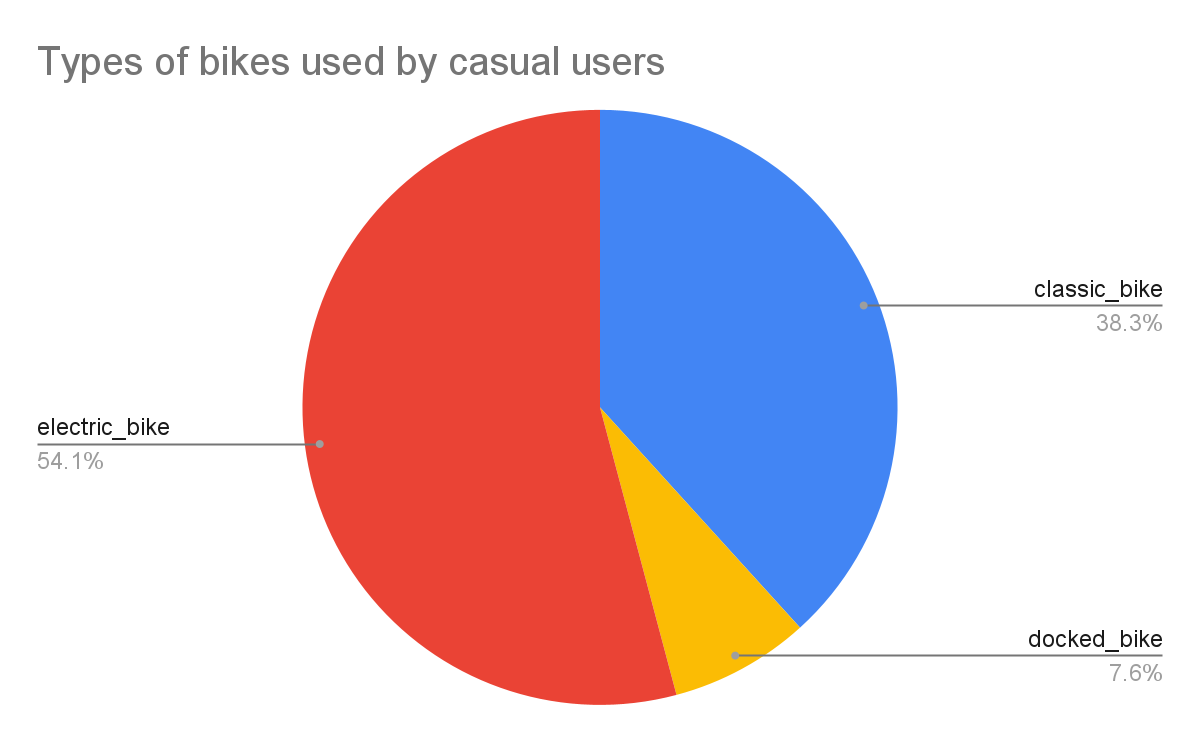 Types of bikes used by casual users
classic_bike
38.3%
electric_bike
54.1%
docked_bike
7.6%